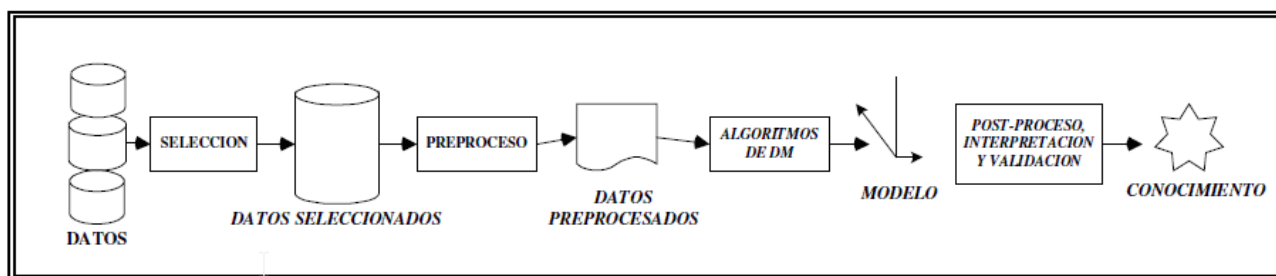 DATOS
SELECCION
DATOS SELECCIONADOS
PREPROCESO
DATOS
PREPROCESADOS
ALGORITMOS
DE DM
MODELO
POST-PROCESO,
INTERPRETACION
Y VALIDACION
CONOCIMIENTO